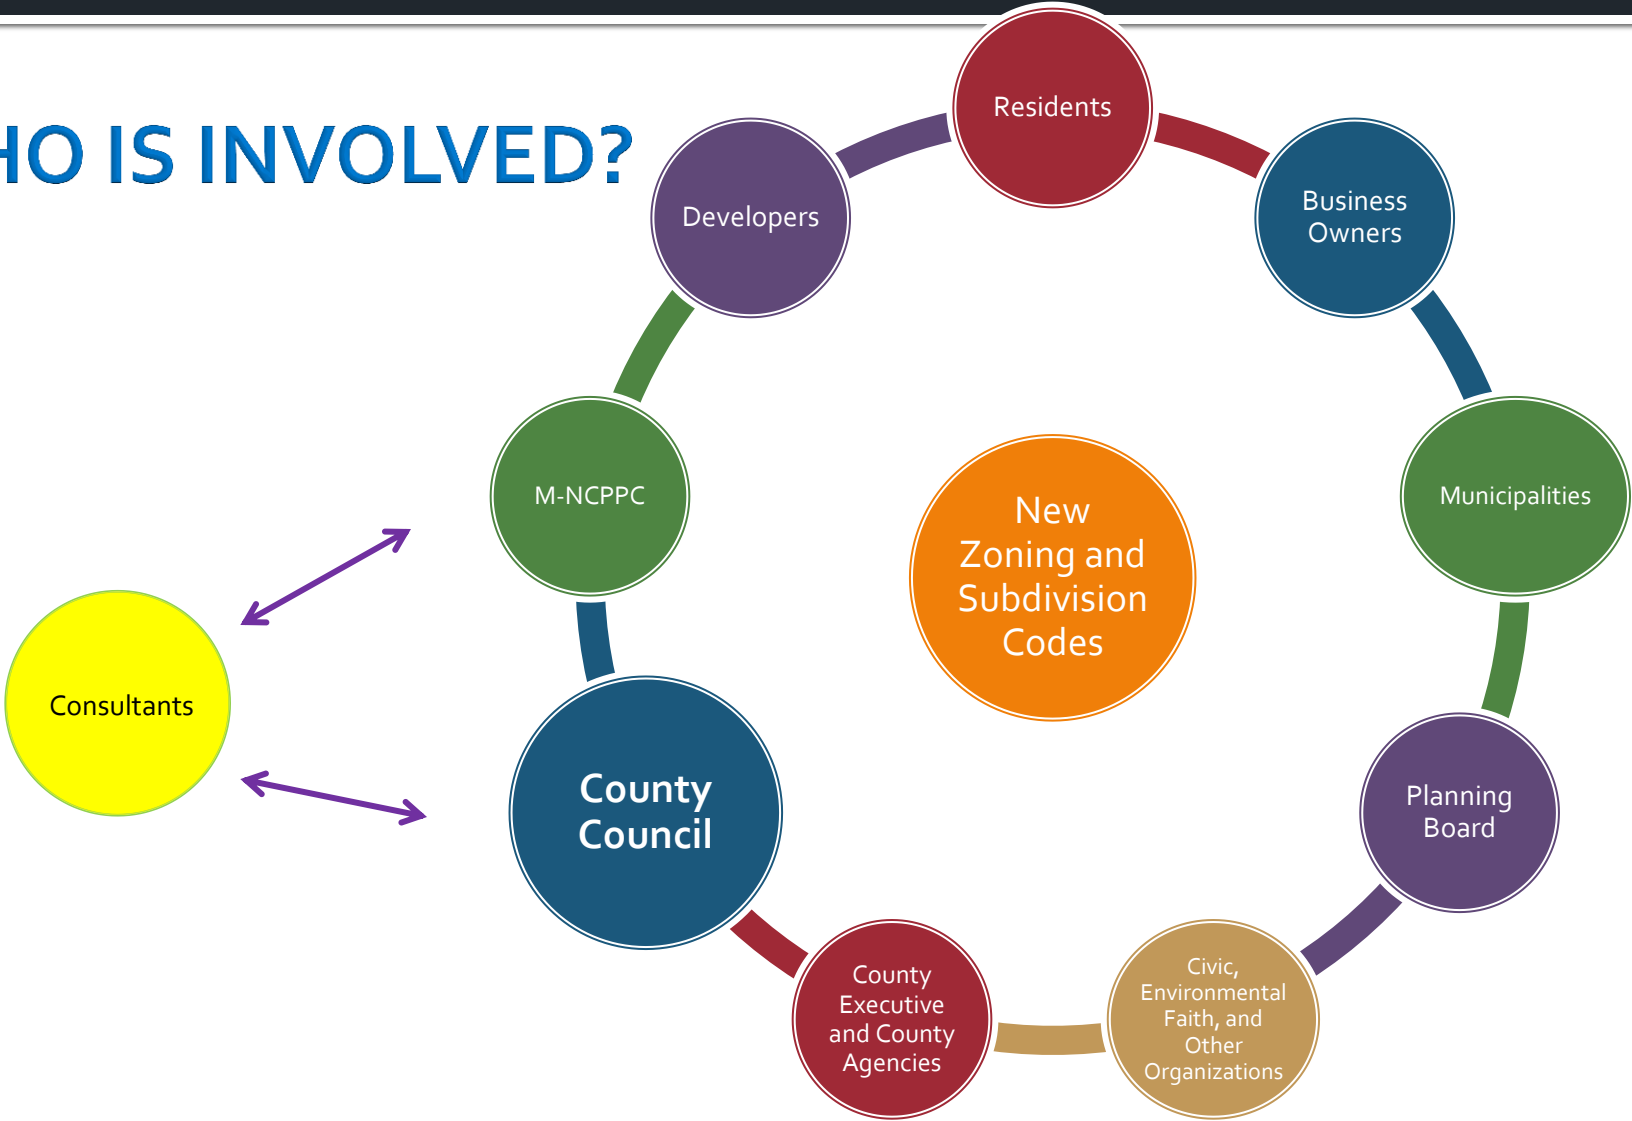 HO IS INVOLVED?
Residents
Developers
Business
Owners
M-NCPPC
Municipalities
New
Zoning and
Subdivision
Codes
Consultants
County
Council
Planning
Board
County
Executive
and County
Agencies
Civic,
Environmental
Faith, and
Other
Organizations